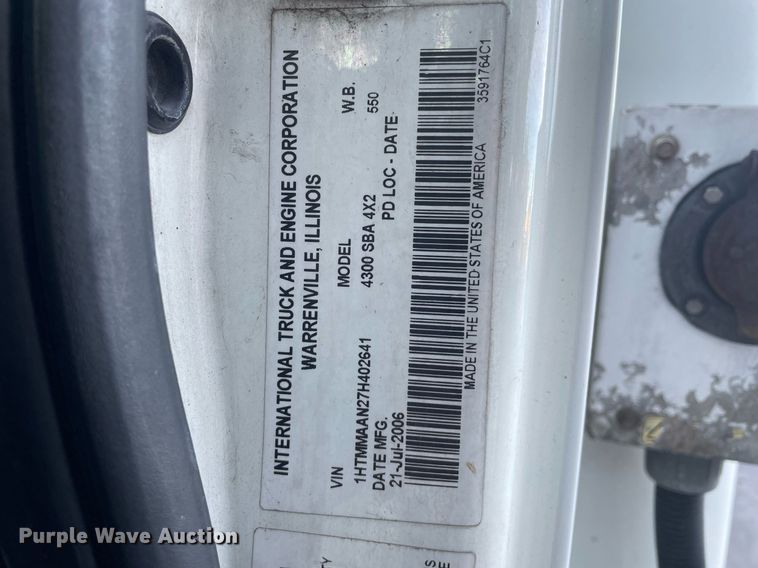 INTERNATIONAL TRUCK AND ENGINE CORPORATION
WARRENVILLE, ILLINOIS
VIN MODEL W.B.
1HTMMAAN27H402641 4300 SBA 4X2 550
DATE MFG. PD LOC - DATE
21-Jul-2006
MADE IN THE UNITED STATES OF AMERICA 3591764C1
Purple Wave Auction